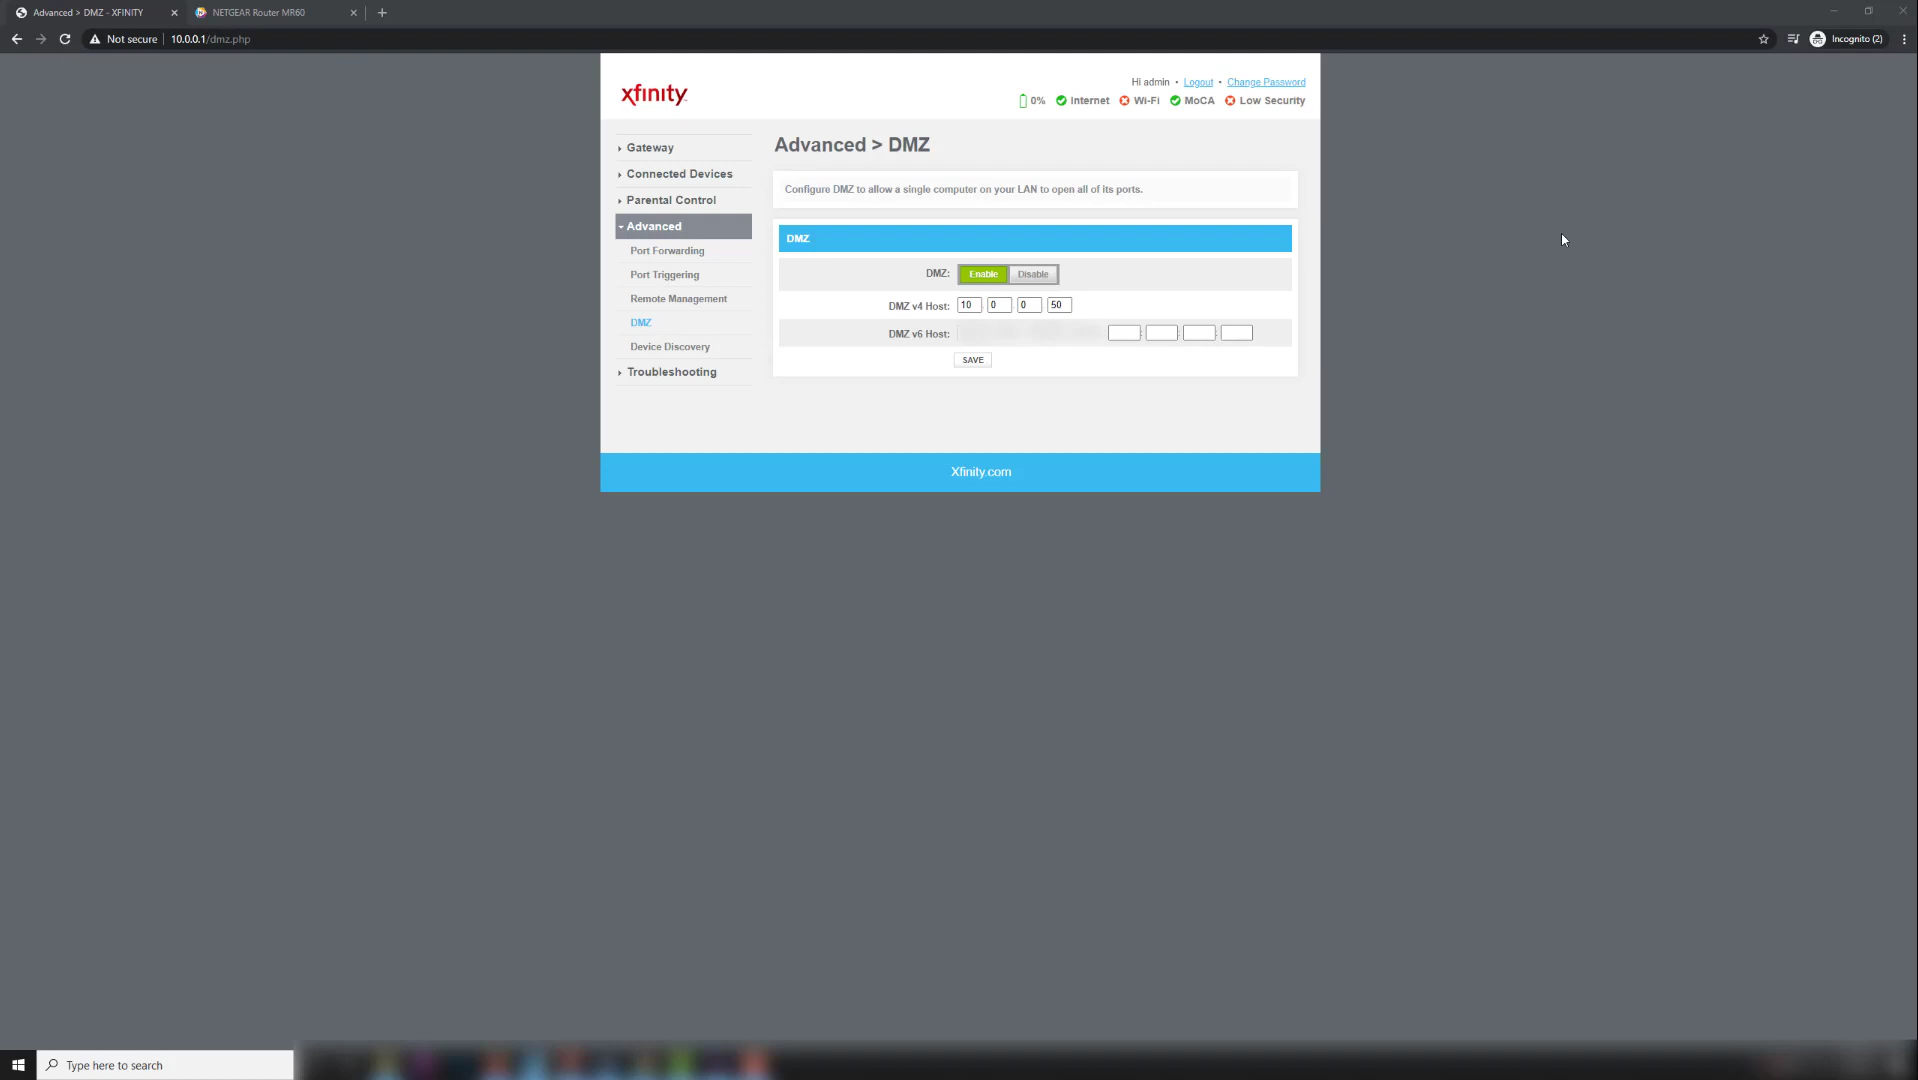 Advanced > DMZ - XFINITY
NETGEAR Router MR60
Not secure
10.0.0.1/dmz.php
Incognito (2)
xfinity
Hi admin • Logout • Change Password
0% Internet Wi-Fi MoCA Low Security
Gateway
Connected Devices
Parental Control
Advanced
Port Forwarding
Port Triggering
Remote Management
DMZ
Device Discovery
Troubleshooting
Advanced > DMZ
Configure DMZ to allow a single computer on your LAN to open all of its ports.
DMZ
DMZ: Enable Disable
DMZ v4 Host: 10 . 0 . 0 . 50
DMZ v6 Host: : : :
SAVE
Xfinity.com
Type here to search